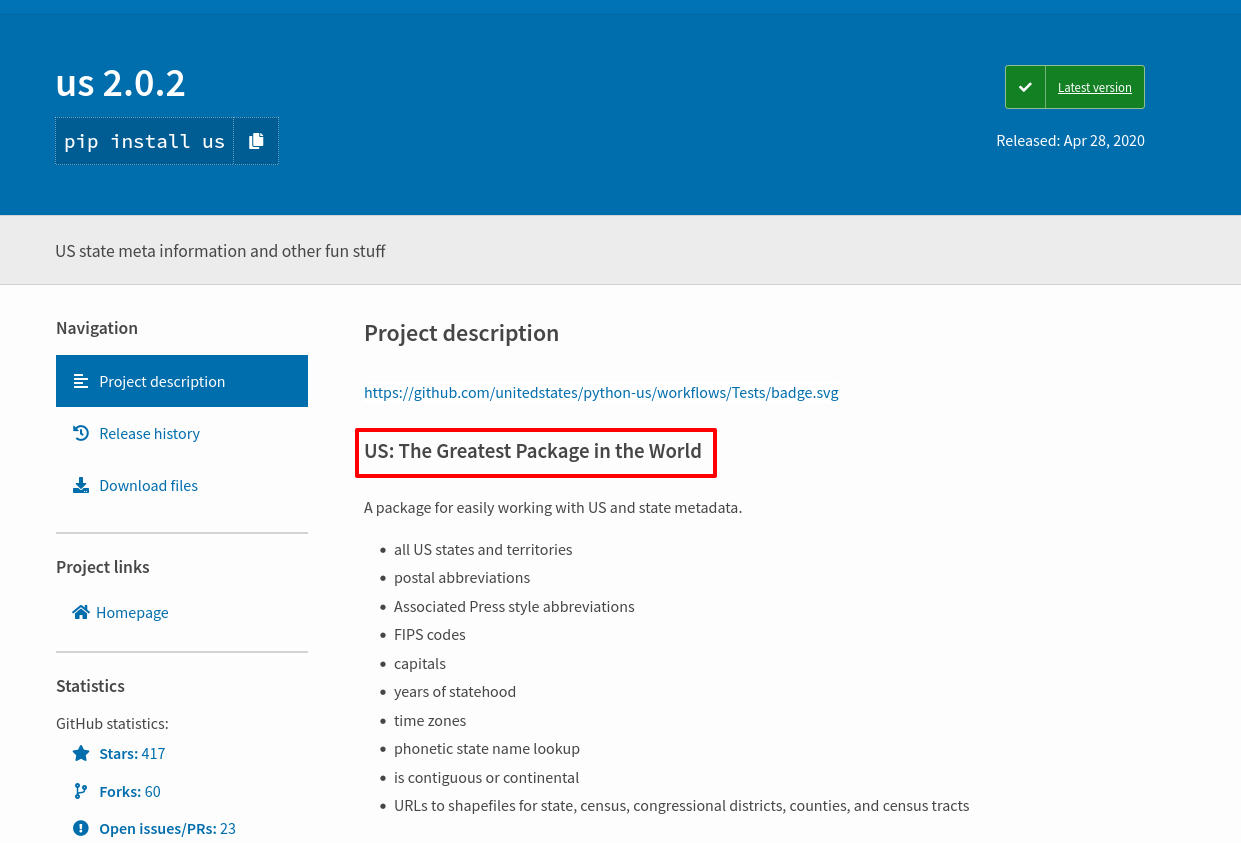 us 2.0.2
pip install us
Latest version
Released: Apr 28, 2020
US state meta information and other fun stuff
Navigation
Project description
Release history
Download files
Project links
Homepage
Statistics
GitHub statistics:
Stars: 417
Forks: 60
Open issues/PRs: 23
Project description
https://github.com/unitedstates/python-us/workflows/Tests/badge.svg
US: The Greatest Package in the World
A package for easily working with US and state metadata.
all US states and territories
postal abbreviations
Associated Press style abbreviations
FIPS codes
capitals
years of statehood
time zones
phonetic state name lookup
is contiguous or continental
URLs to shapefiles for state, census, congressional districts, counties, and census tracts